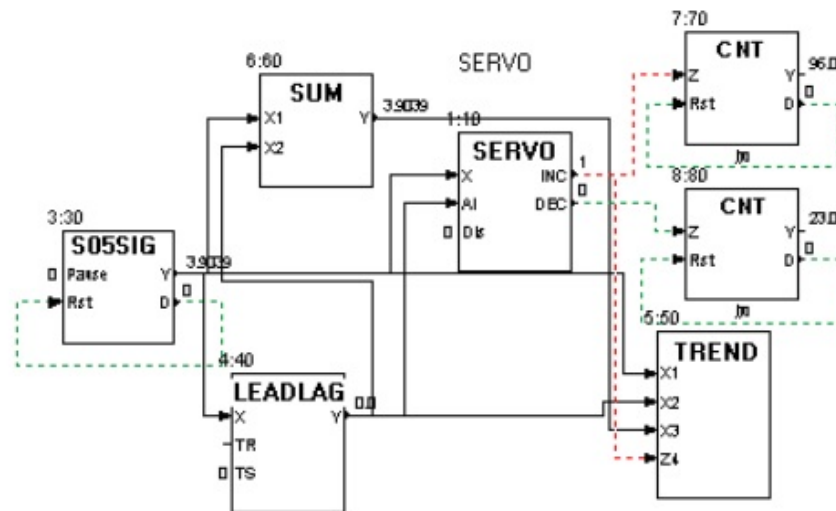 7:70
CNT
Z
Y
96.0
Rst
D
0
6:60
SUM
X1
Y
3.9039
X2
SERVO
1:10
SERVO
X
INC
1
AI
DEC
0
0 Dis
8:80
CNT
Z
Y
23.0
Rst
D
0
3:30
S05SIG
0 Pause
Y
3.9039
Rst
D
0
4:40
LEADLAG
X
Y
0.0
TR
0 TS
5:50
TREND
X1
X2
X3
Z4